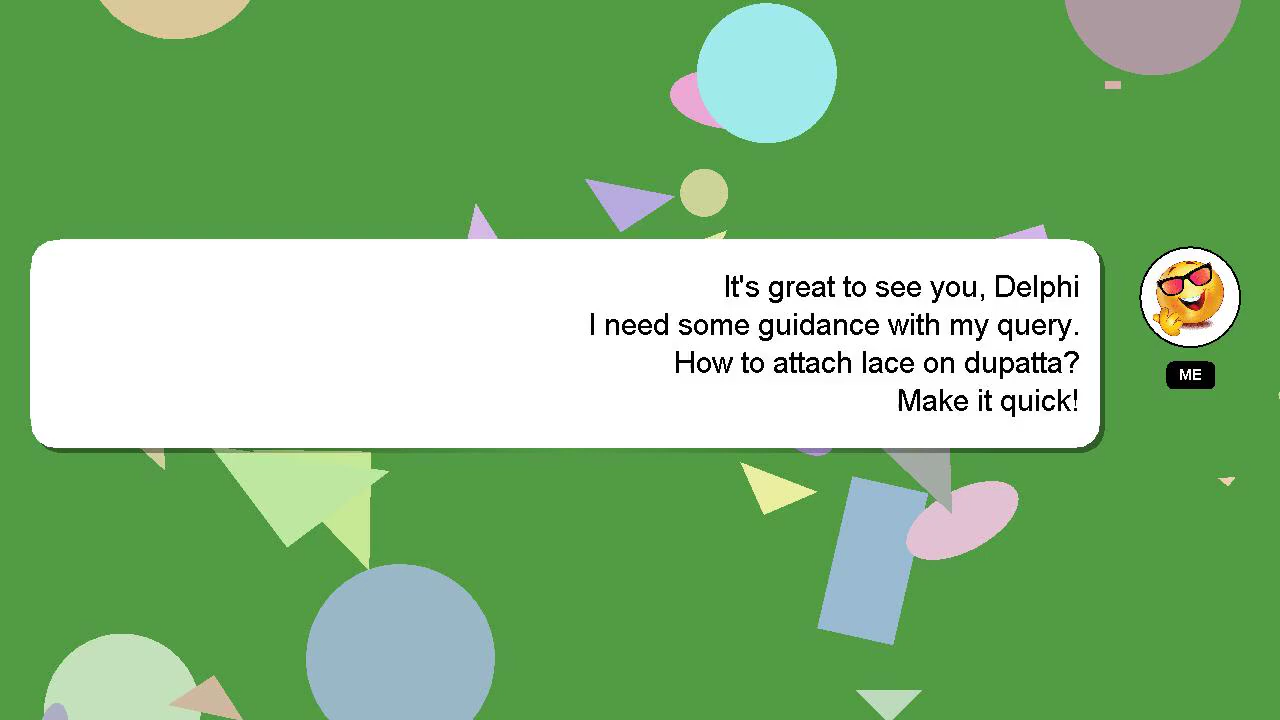 It's great to see you, Delphi
I need some guidance with my query.
How to attach lace on dupatta?
Make it quick!
ME